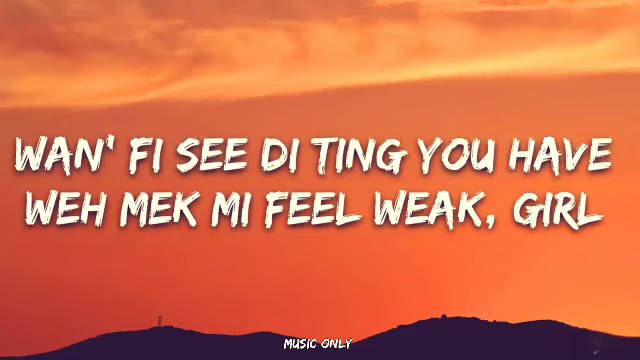 WAN' FI SEE DI TING YOU HAVE
WEH MEK MI FEEL WEAK, GIRL
MUSIC ONLY